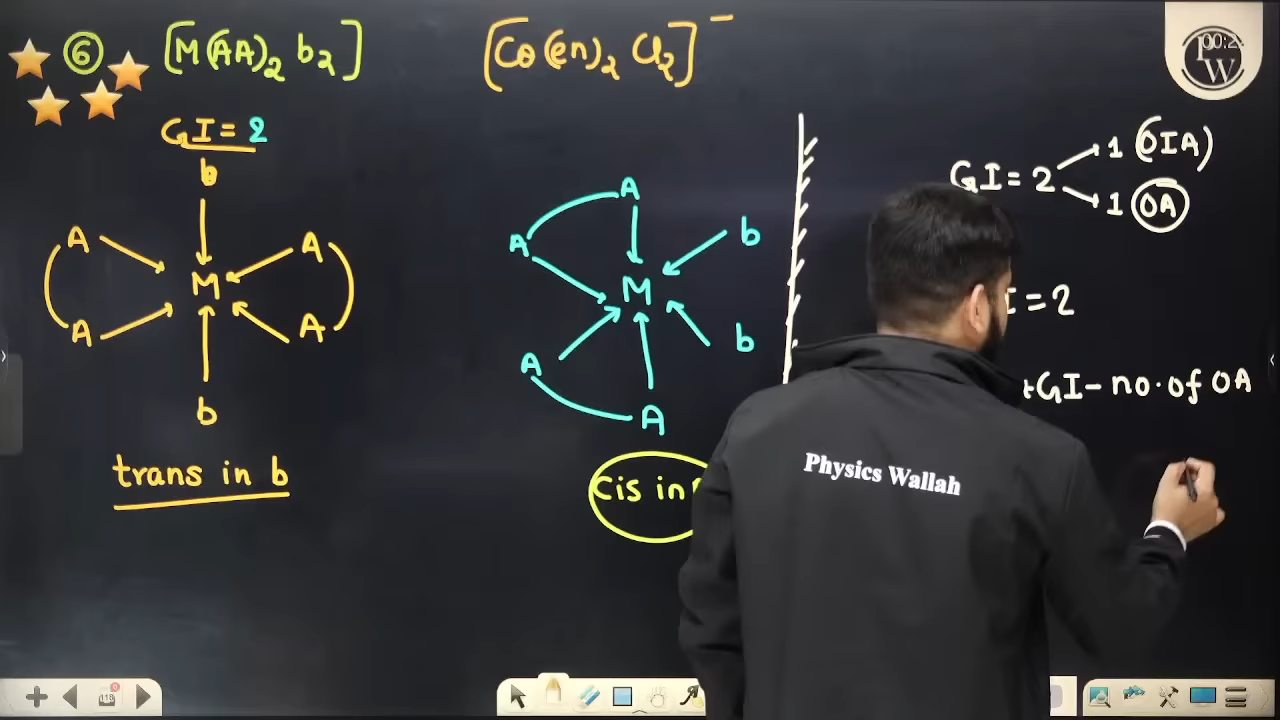 ⑥ [M(AA)₂ b₂] [Co(en)₂ Cl₂]⁻
GI = 2
b
A A
M
A A
b
trans in b
A
A b
M
A b
A
cis in
GI = 2 → 1 (OIA)
→ 1 (OA)
= 2
GI - no. of OA
Physics Wallah
W
118